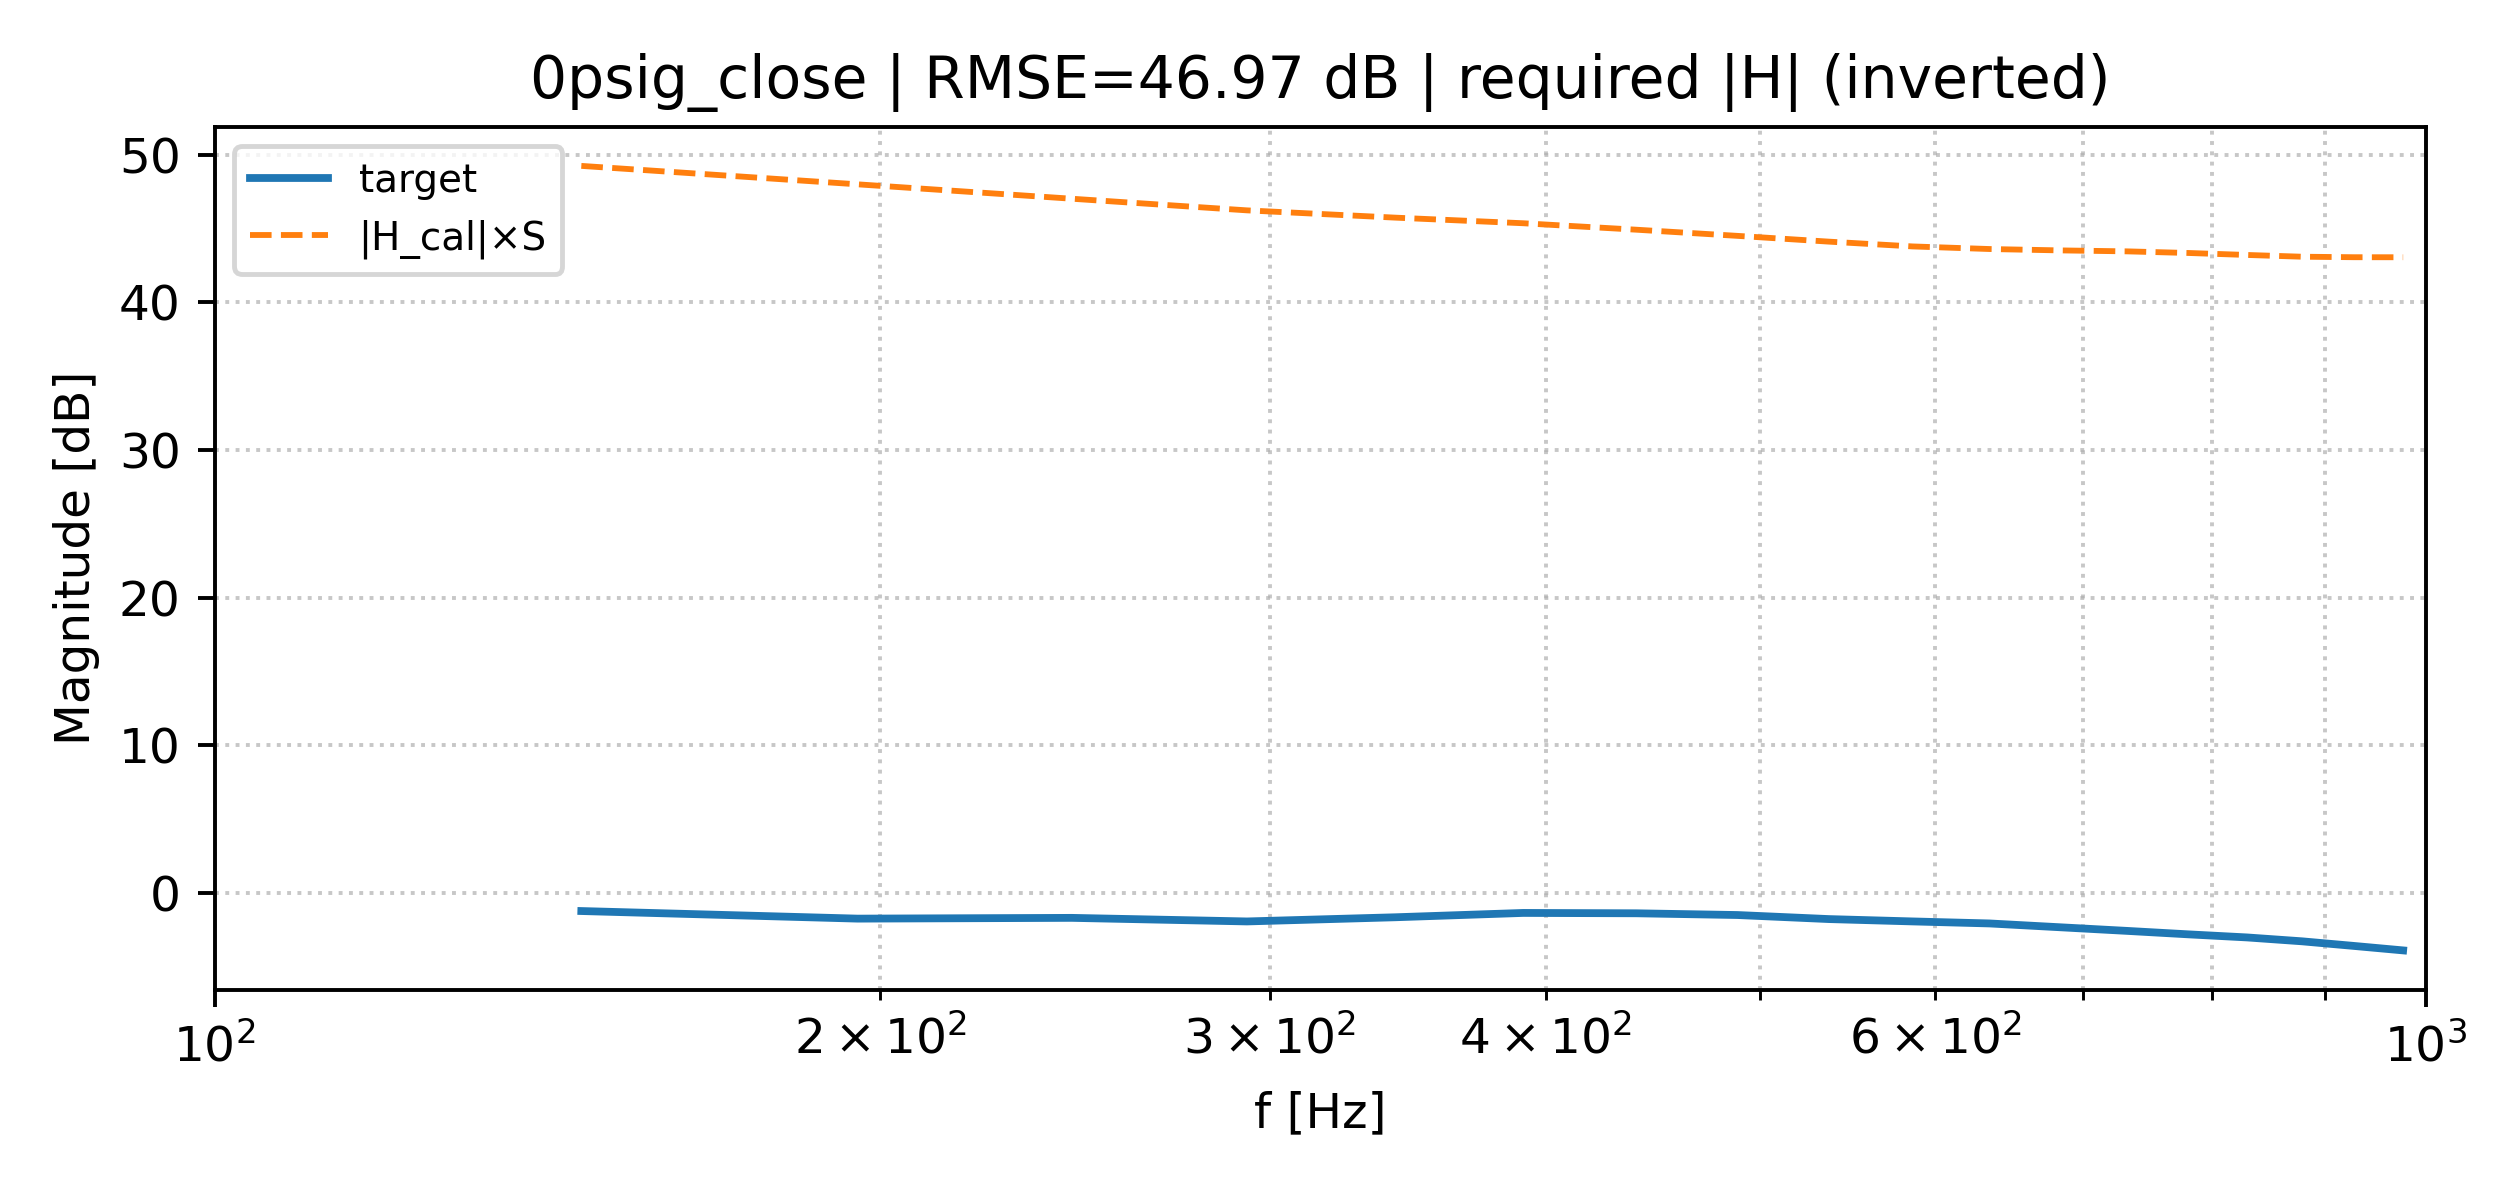 0psig_close | RMSE=46.97 dB | required |H| (inverted)
target
|H_cal|×S
Magnitude [dB]
50
40
30
20
10
0
10²
2 × 10²
3 × 10²
4 × 10²
6 × 10²
10³
f [Hz]